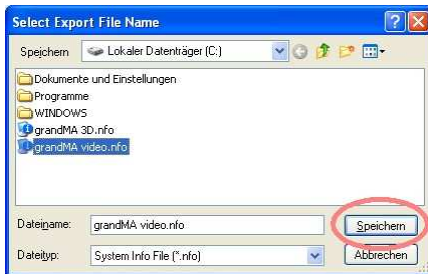 Select Export File Name
Speichern
Lokaler Datenträger (C:)
Dokumente und Einstellungen
Programme
WINDOWS
grandMA 3D.nfo
grandMA video.nfo
Dateiname:
grandMA video.nfo
Speichern
Dateityp:
System Info File (*.nfo)
Abbrechen